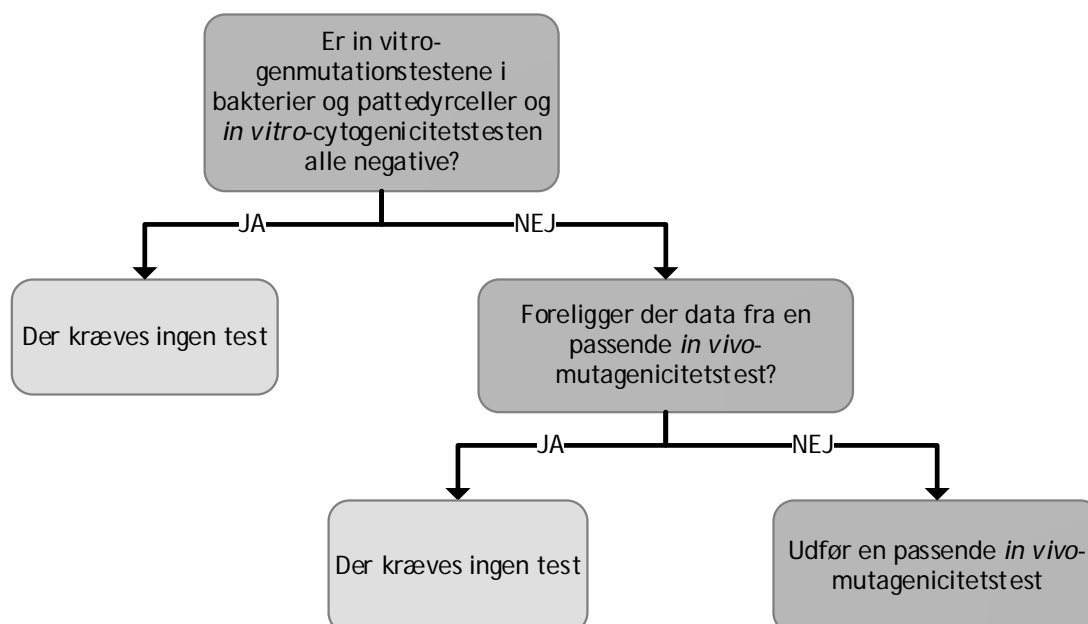 Er in vitro-
genmutationstestene i
bakterier og pattedyrceller og
in vitro-cytogenicitetstesten
alle negative?
JA
NEJ
Der kræves ingen test
Foreligger der data fra en
passende in vivo-
mutagenicitetstest?
JA
NEJ
Der kræves ingen test
Udfør en passende in vivo-
mutagenicitetstest